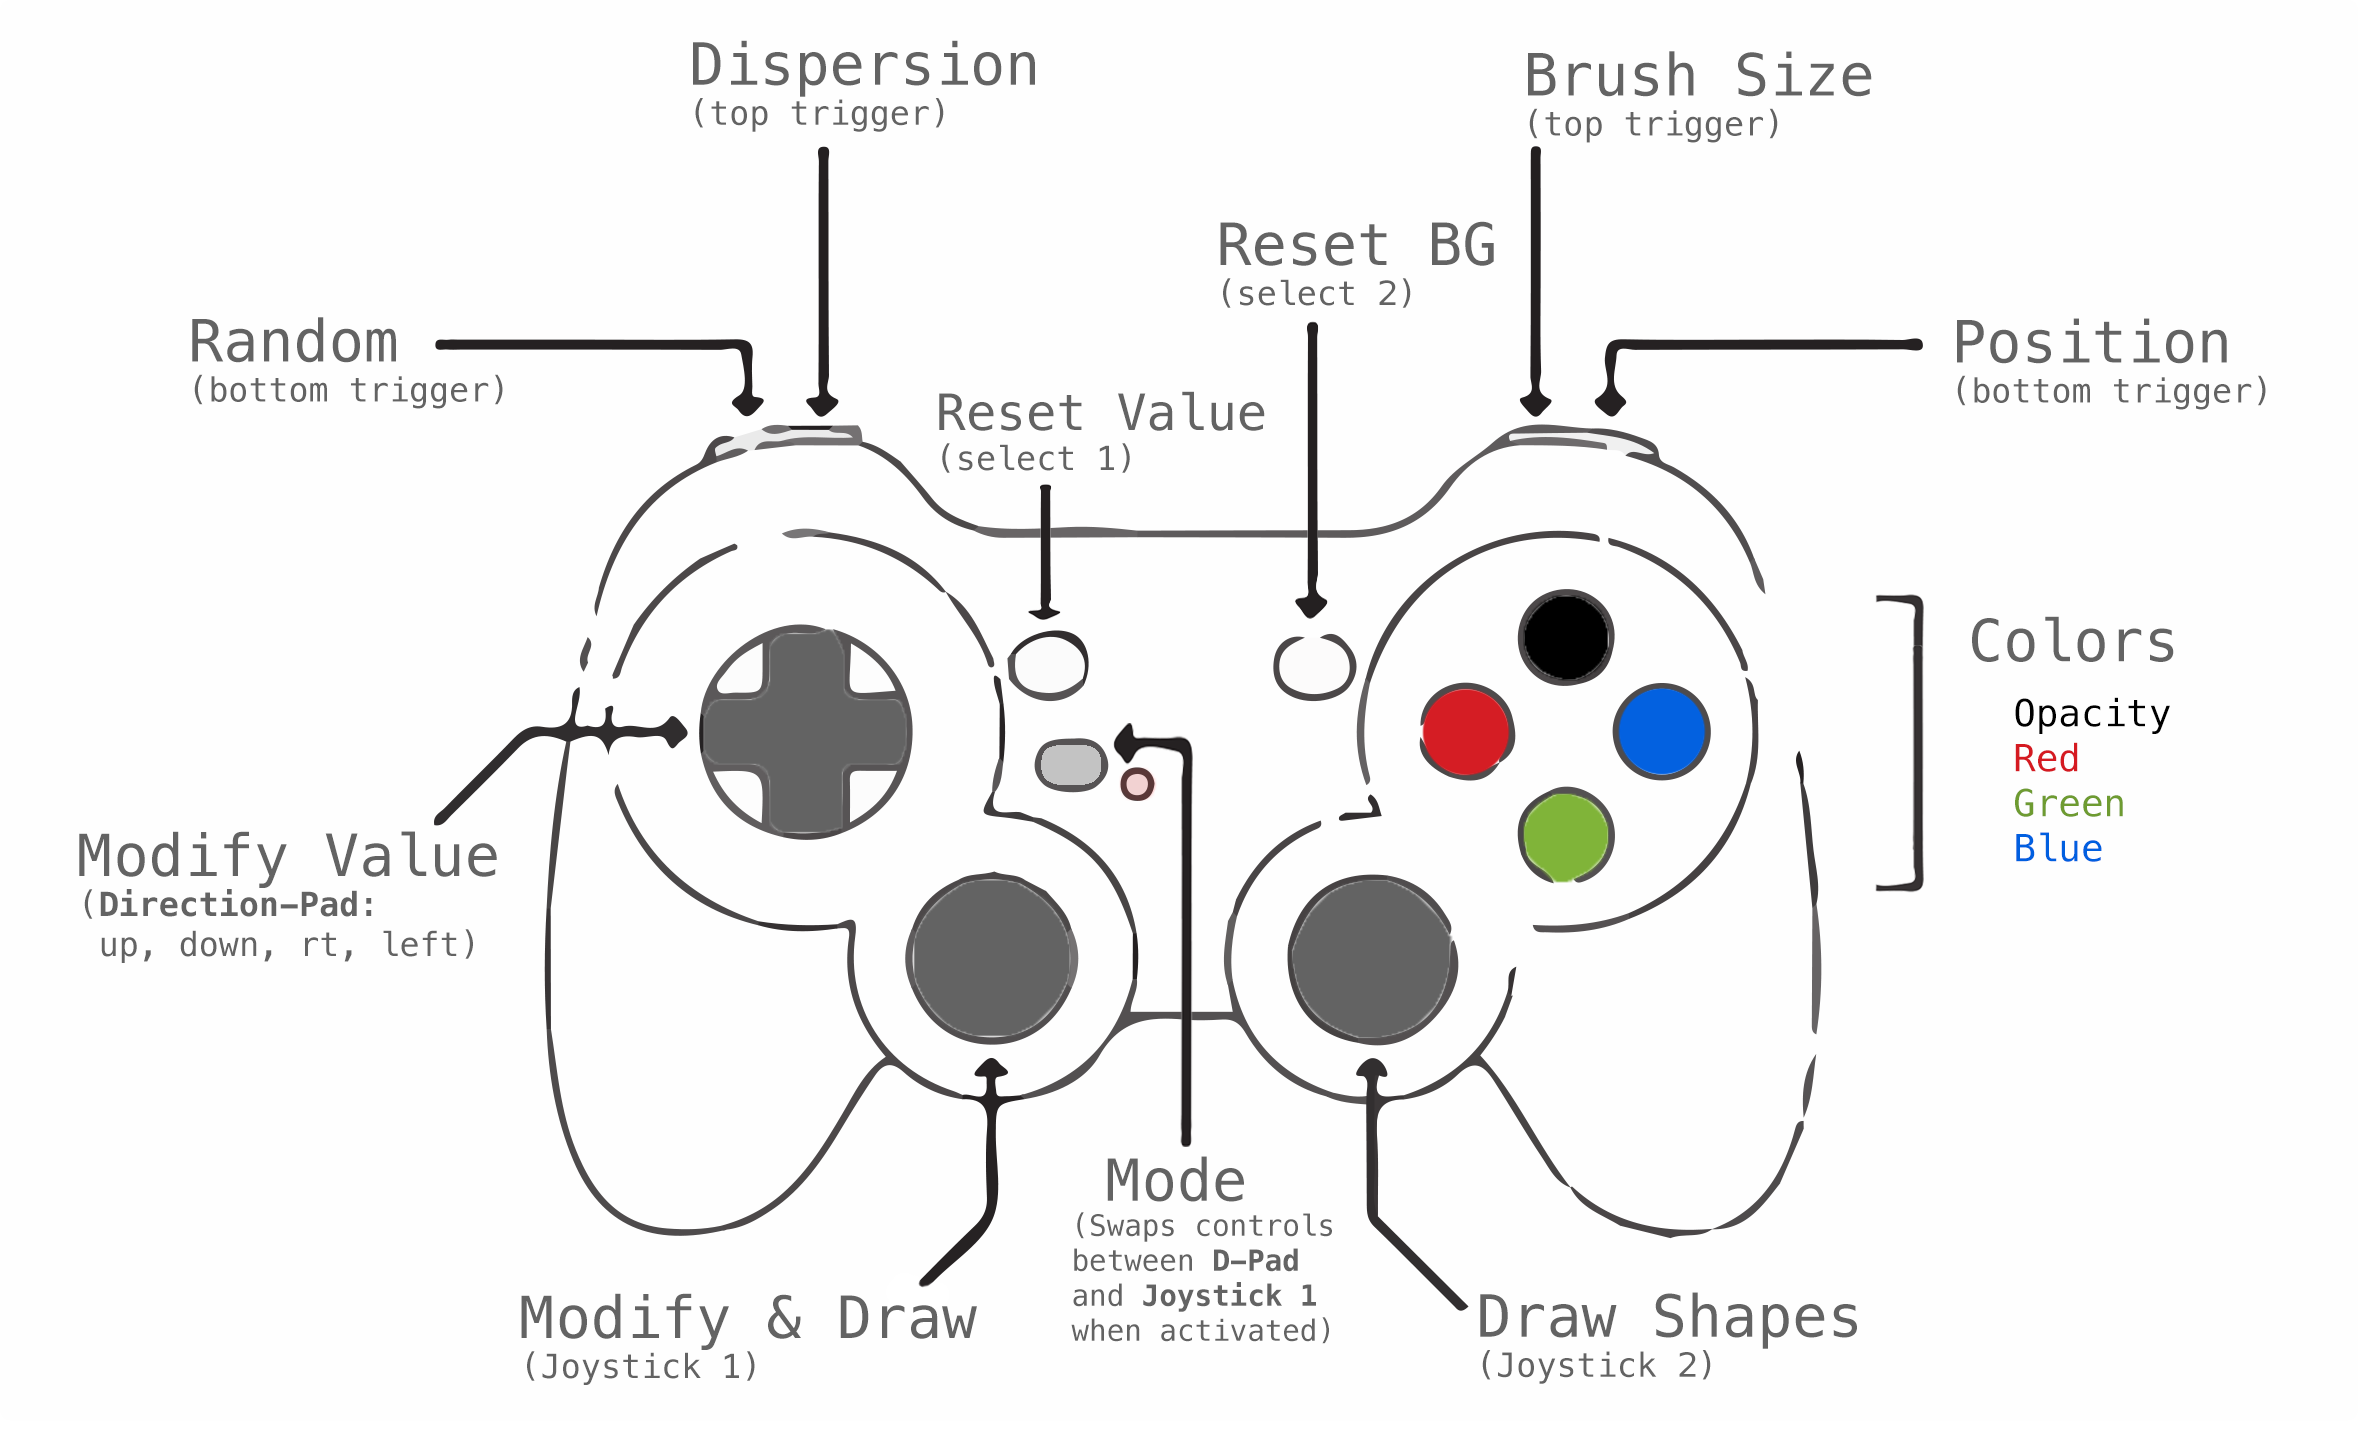 Dispersion
(top trigger)
Brush Size
(top trigger)
Reset BG
(select 2)
Random
(bottom trigger)
Position
(bottom trigger)
Reset Value
(select 1)
Colors
Opacity
Red
Green
Blue
Modify Value
(Direction-Pad:
up, down, rt, left)
Mode
(Swaps controls
between D-Pad
and Joystick 1
when activated)
Modify & Draw
(Joystick 1)
Draw Shapes
(Joystick 2)